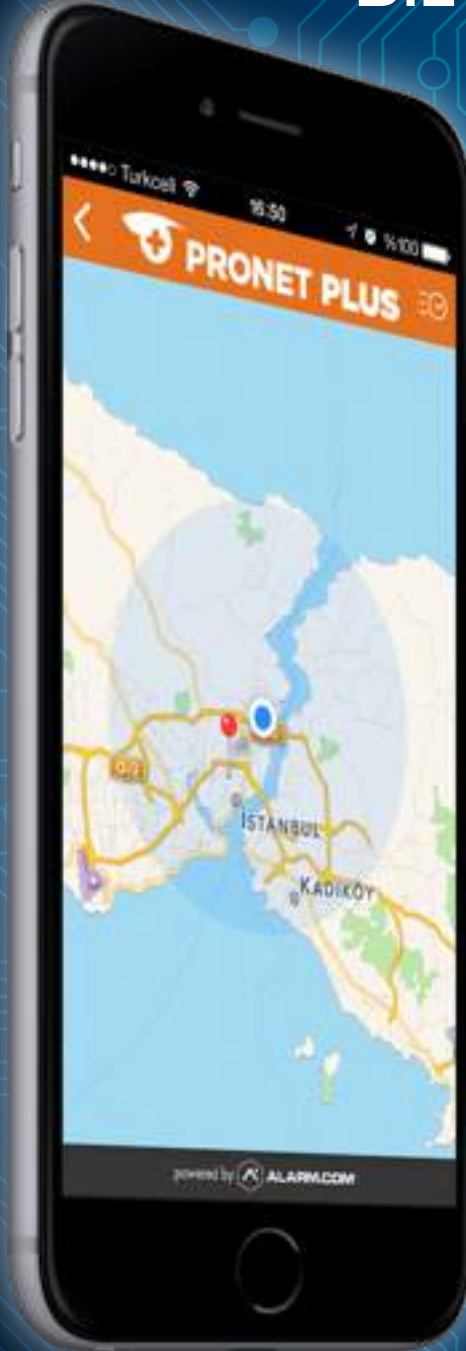 Turkcell
16:50
%100
PRONET PLUS
İSTANBUL
KADIKÖY
powered by ALARM.COM